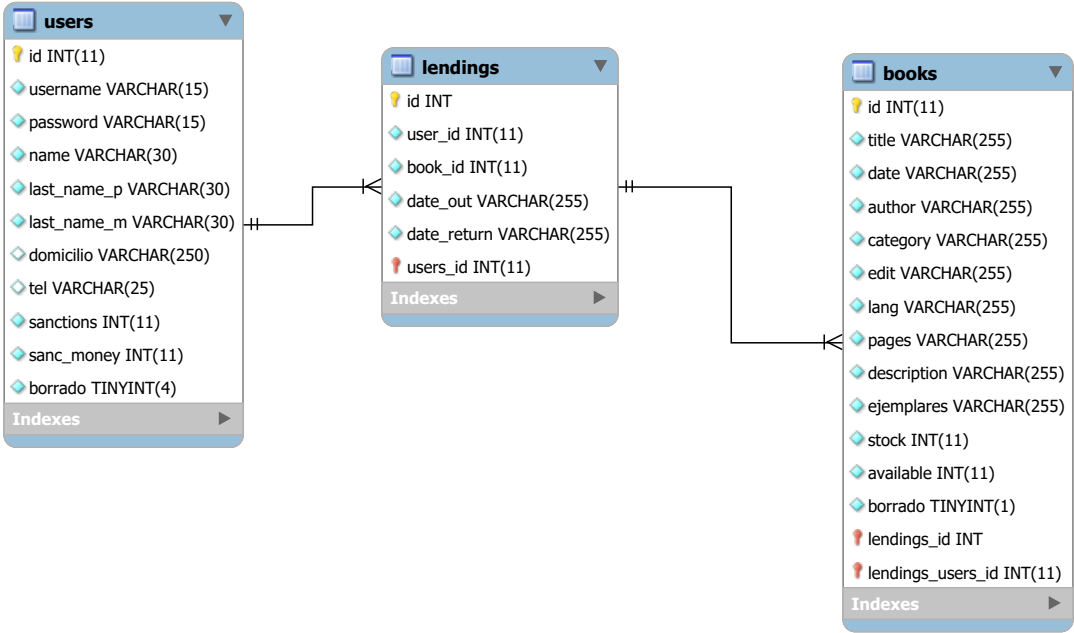 users
id INT(11)
username VARCHAR(15)
password VARCHAR(15)
name VARCHAR(30)
last_name_p VARCHAR(30)
last_name_m VARCHAR(30)
domicilio VARCHAR(250)
tel VARCHAR(25)
sanctions INT(11)
sanc_money INT(11)
borrado TINYINT(4)
Indexes
lendings
id INT
user_id INT(11)
book_id INT(11)
date_out VARCHAR(255)
date_return VARCHAR(255)
users_id INT(11)
Indexes
books
id INT(11)
title VARCHAR(255)
date VARCHAR(255)
author VARCHAR(255)
category VARCHAR(255)
edit VARCHAR(255)
lang VARCHAR(255)
pages VARCHAR(255)
description VARCHAR(255)
ejemplares VARCHAR(255)
stock INT(11)
available INT(11)
borrado TINYINT(1)
lendings_id INT
lendings_users_id INT(11)
Indexes